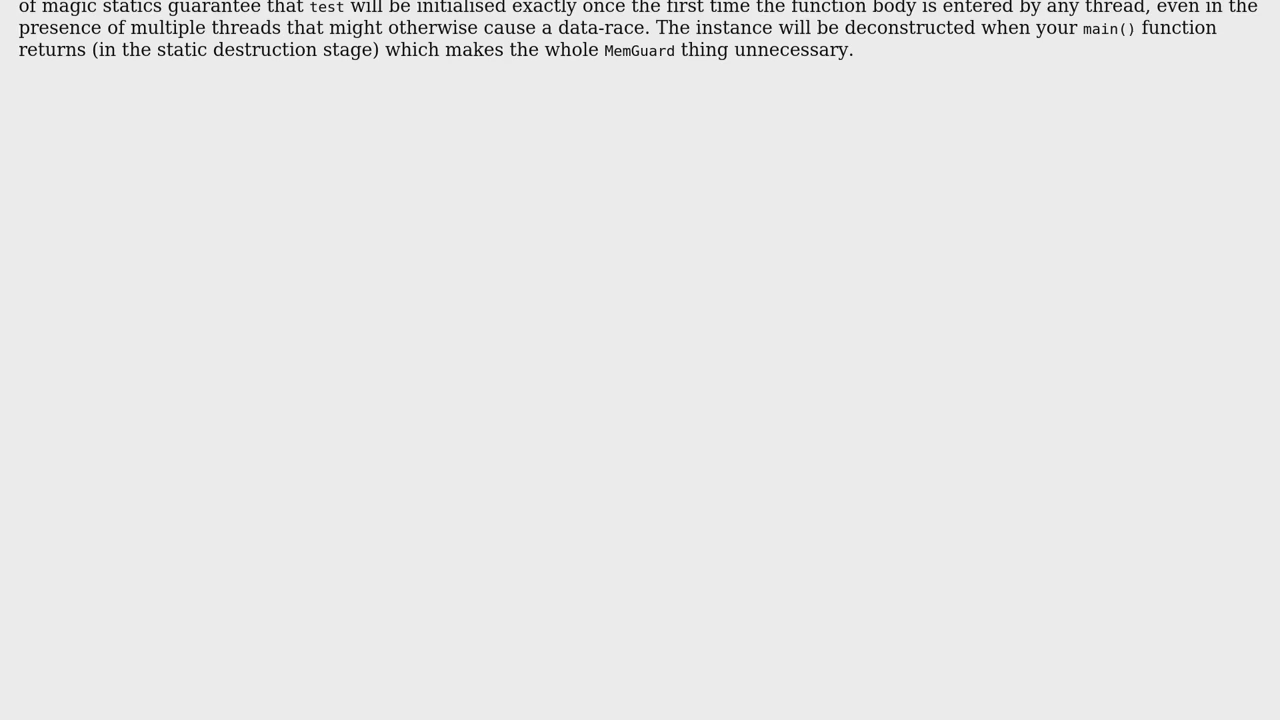 of magic statics guarantee that test will be initialised exactly once the first time the function body is entered by any thread, even in the
presence of multiple threads that might otherwise cause a data-race. The instance will be deconstructed when your main() function
returns (in the static destruction stage) which makes the whole MemGuard thing unnecessary.